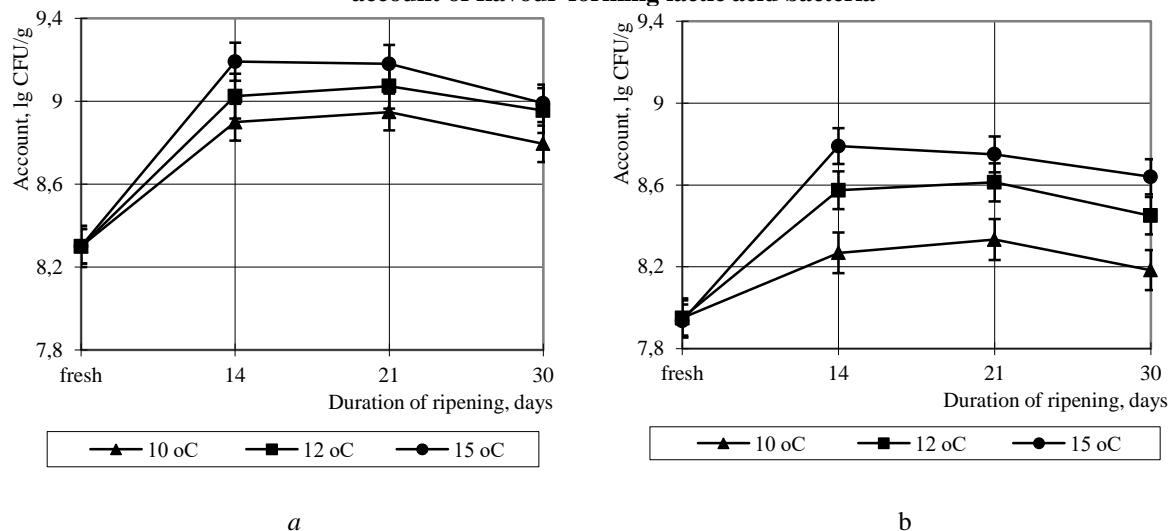 account of flavour-forming lactic acid bacteria
9,4
9
8,6
8,2
7,8
Account, lg CFU/g
fresh 14 21 30
Duration of ripening, days
10 oC 12 oC 15 oC
a
9,4
9
8,6
8,2
7,8
Account, lg CFU/g
fresh 14 21 30
Duration of ripening, days
10 oC 12 oC 15 oC
b